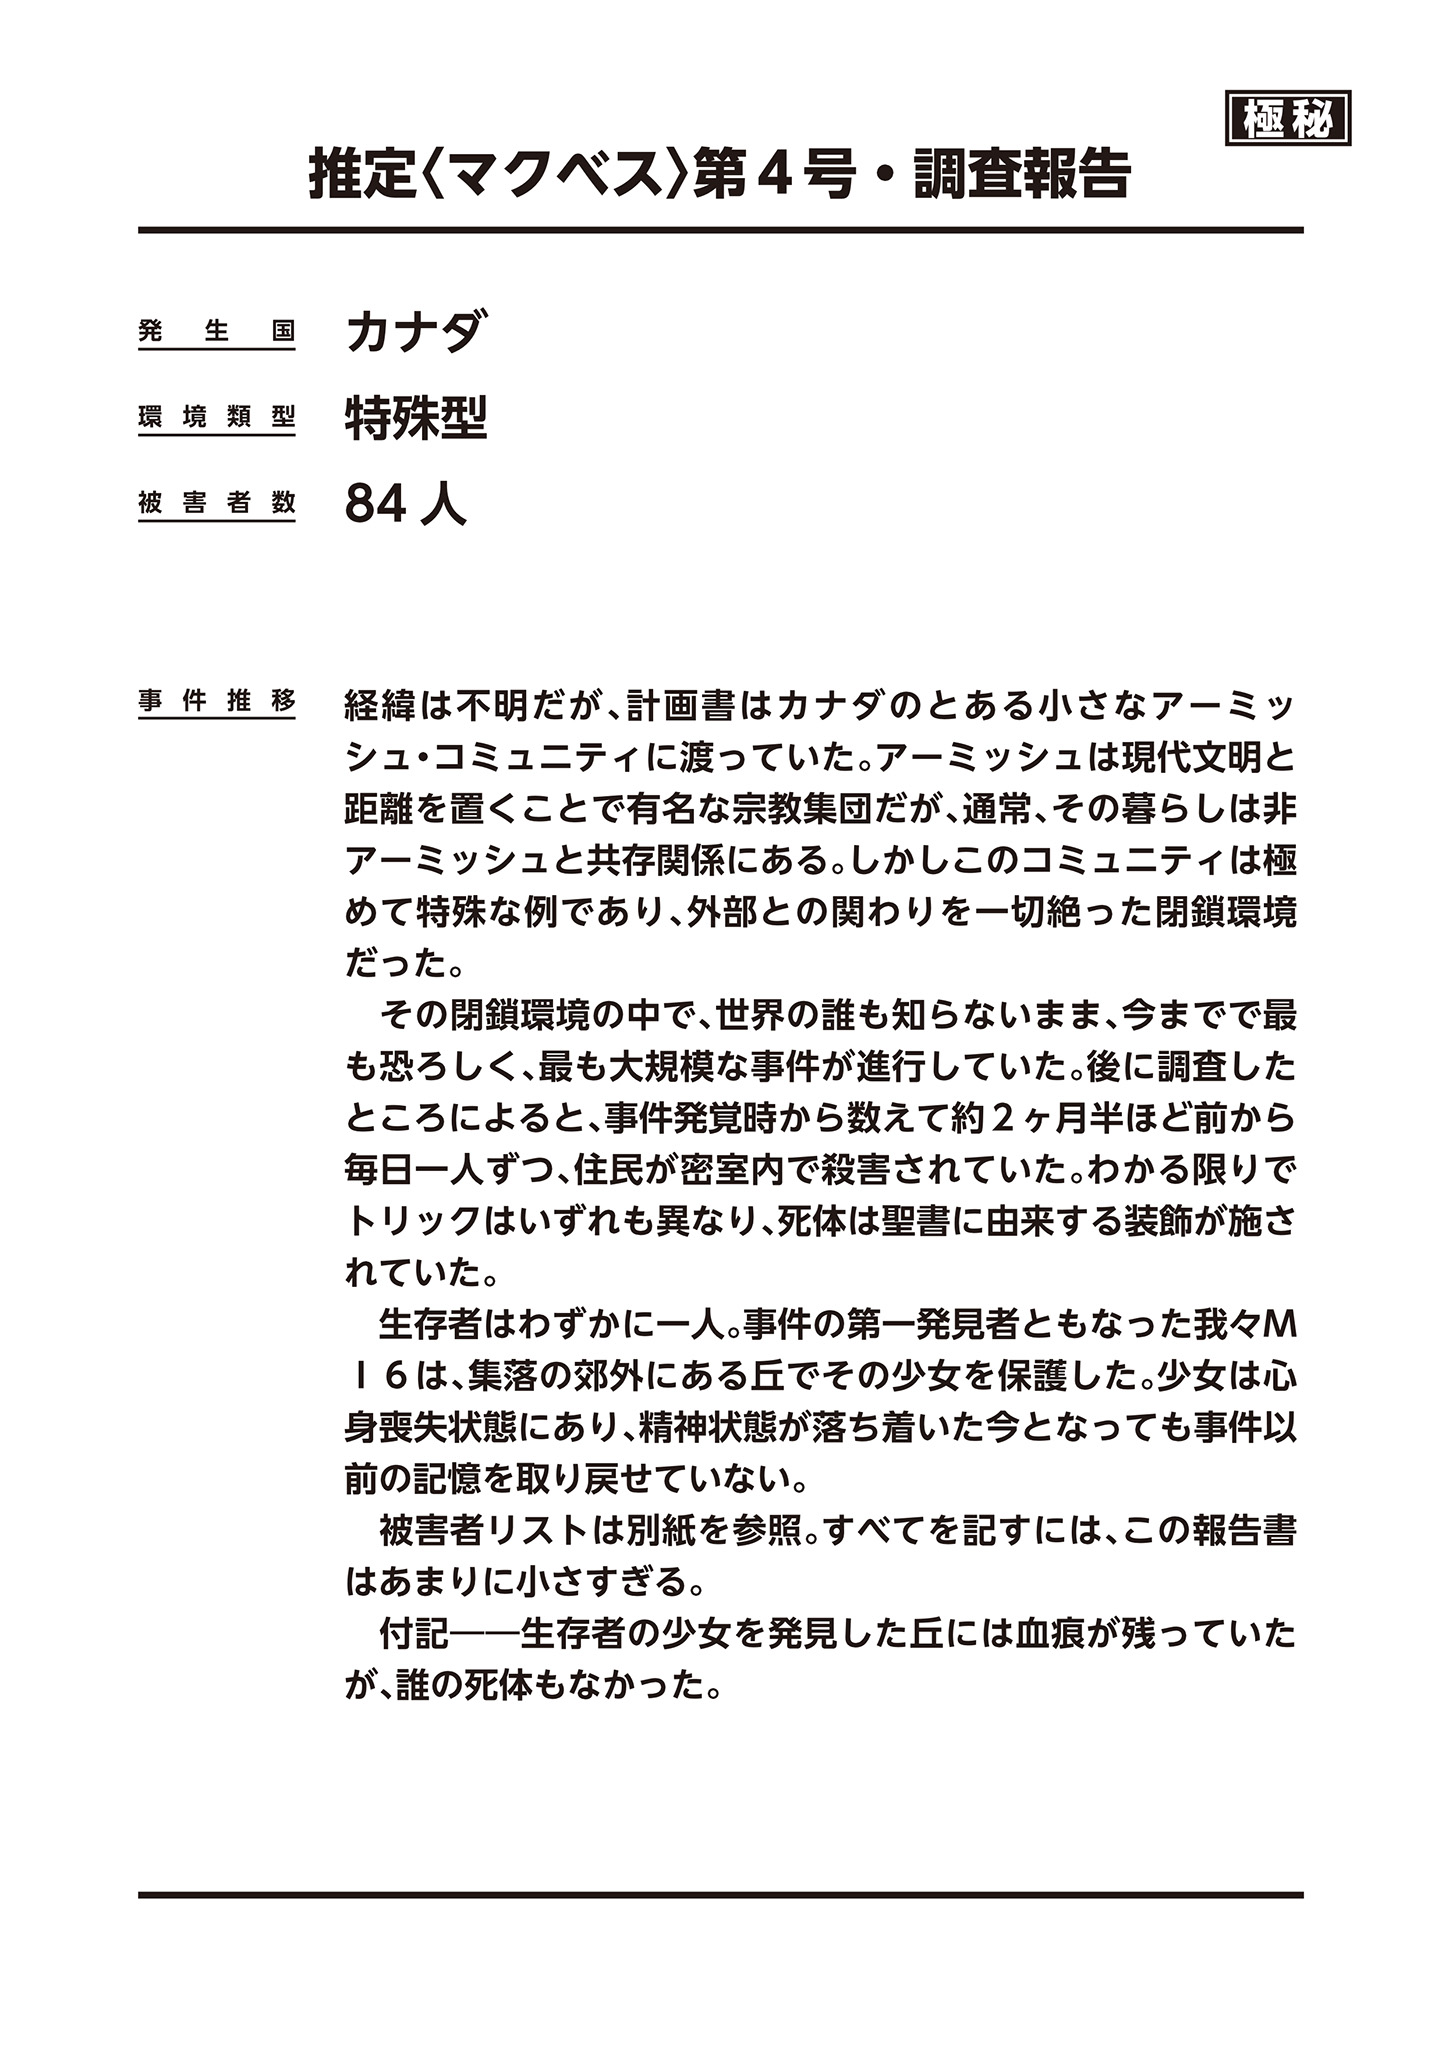 極秘
推定〈マクベス〉第４号・調査報告
発生国 カナダ
環境類型 特殊型
被害者数 84人
事件推移 経緯は不明だが、計画書はカナダのとある小さなアーミッ
シュ・コミュニティに渡っていた。アーミッシュは現代文明と
距離を置くことで有名な宗教集団だが、通常、その暮らしは非
アーミッシュと共存関係にある。しかしこのコミュニティは極
めて特殊な例であり、外部との関わりを一切絶った閉鎖環境
だった。
　その閉鎖環境の中で、世界の誰も知らないまま、今までで最
も恐ろしく、最も大規模な事件が進行していた。後に調査した
ところによると、事件発覚時から数えて約２ヶ月半ほど前から
毎日一人ずつ、住民が密室内で殺害されていた。わかる限りで
トリックはいずれも異なり、死体は聖書に由来する装飾が施さ
れていた。
　生存者はわずかに一人。事件の第一発見者ともなった我々Ｍ
Ｉ６は、集落の郊外にある丘でその少女を保護した。少女は心
身喪失状態にあり、精神状態が落ち着いた今となっても事件以
前の記憶を取り戻せていない。
　被害者リストは別紙を参照。すべてを記すには、この報告書
はあまりに小さすぎる。
　付記――生存者の少女を発見した丘には血痕が残っていた
が、誰の死体もなかった。